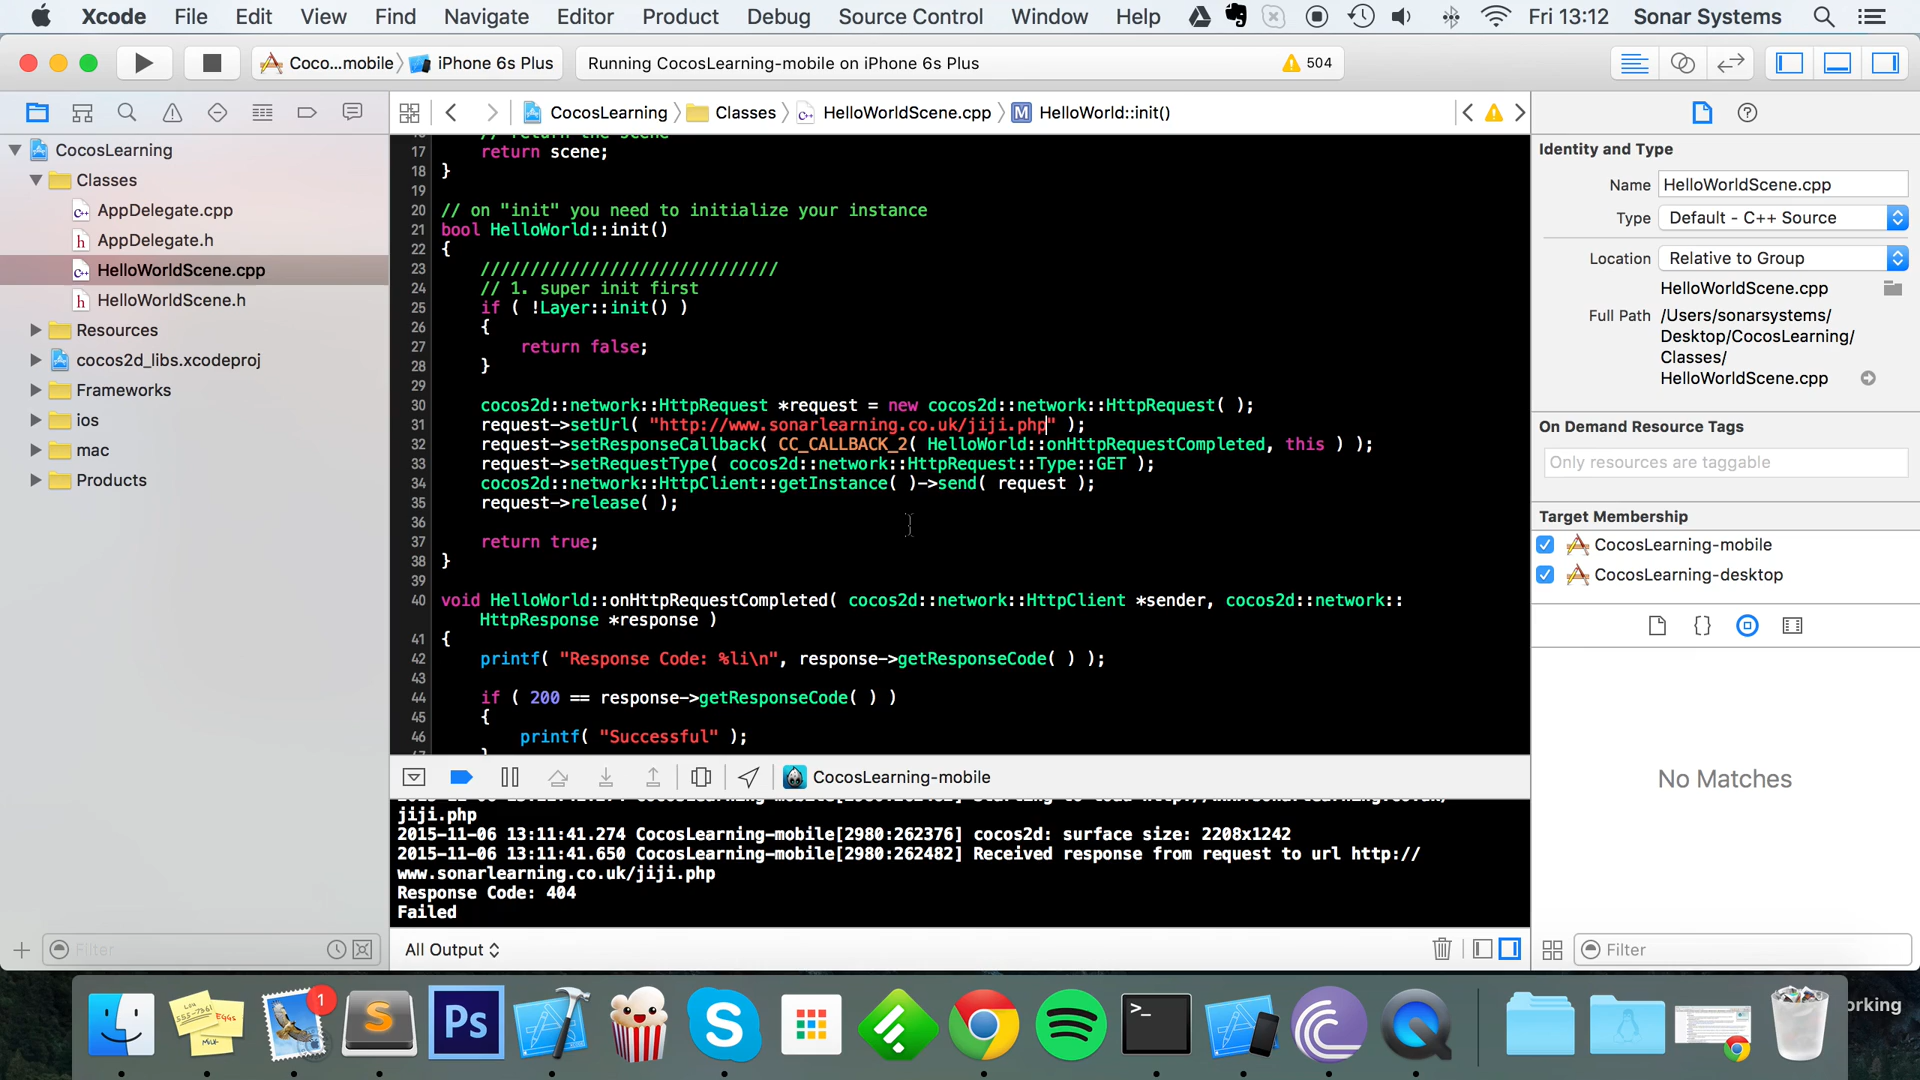 Xcode File Edit View Find Navigate Editor Product Debug Source Control Window Help Fri 13:12 Sonar Systems
Coco...mobile iPhone 6s Plus Running CocosLearning-mobile on iPhone 6s Plus 504
CocosLearning Classes HelloWorldScene.cpp M HelloWorld::init()
CocosLearning
Classes
AppDelegate.cpp
AppDelegate.h
HelloWorldScene.cpp
HelloWorldScene.h
Resources
cocos2d_libs.xcodeproj
Frameworks
ios
mac
Products
Filter
// return the scene
17 return scene;
18 }
19
20 // on "init" you need to initialize your instance
21 bool HelloWorld::init()
22 {
23 //////////////////////////////
24 // 1. super init first
25 if ( !Layer::init() )
26 {
27 return false;
28 }
29
30 cocos2d::network::HttpRequest *request = new cocos2d::network::HttpRequest( );
31 request->setUrl( "http://www.sonarlearning.co.uk/jiji.php" );
32 request->setResponseCallback( CC_CALLBACK_2( HelloWorld::onHttpRequestCompleted, this ) );
33 request->setRequestType( cocos2d::network::HttpRequest::Type::GET );
34 cocos2d::network::HttpClient::getInstance( )->send( request );
35 request->release( );
36
37 return true;
38 }
39
40 void HelloWorld::onHttpRequestCompleted( cocos2d::network::HttpClient *sender, cocos2d::network::
HttpResponse *response )
41 {
42 printf( "Response Code: %li\n", response->getResponseCode( ) );
43
44 if ( 200 == response->getResponseCode( ) )
45 {
46 printf( "Successful" );
CocosLearning-mobile
jiji.php
2015-11-06 13:11:41.274 CocosLearning-mobile[2980:262376] cocos2d: surface size: 2208x1242
2015-11-06 13:11:41.650 CocosLearning-mobile[2980:262482] Received response from request to url http://
www.sonarlearning.co.uk/jiji.php
Response Code: 404
Failed
All Output
Identity and Type
Name HelloWorldScene.cpp
Type Default - C++ Source
Location Relative to Group
HelloWorldScene.cpp
Full Path /Users/sonarsystems/
Desktop/CocosLearning/
Classes/
HelloWorldScene.cpp
On Demand Resource Tags
Only resources are taggable
Target Membership
CocosLearning-mobile
CocosLearning-desktop
No Matches
Filter
1
Ps
orking